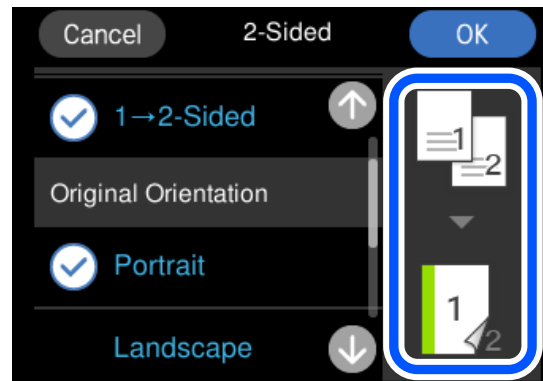 Cancel 2-Sided OK
1→2-Sided
Original Orientation
Portrait
Landscape
1
2
1
2